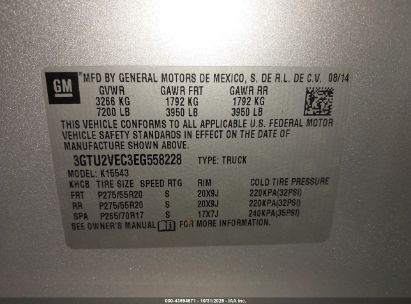 GM
MFD BY GENERAL MOTORS DE MEXICO, S. DE R.L. DE C.V. 08/14
GVWR GAWR FRT GAWR RR
3266 KG 1792 KG 1792 KG
7200 LB 3950 LB 3950 LB
THIS VEHICLE CONFORMS TO ALL APPLICABLE U.S. FEDERAL MOTOR
VEHICLE SAFETY STANDARDS IN EFFECT ON THE DATE OF
MANUFACTURE SHOWN ABOVE.
3GTU2VEC3EG558228 TYPE: TRUCK
MODEL: K15543
KHCB TIRE SIZE SPEED RTG RIM COLD TIRE PRESSURE
FRT P275/55R20 S 20X9J 220KPA(32PSI)
RR P275/55R20 S 20X9J 220KPA(32PSI)
SPA P265/70R17 S 17X7J 240KPA(35PSI)
SEE OWNER'S MANUAL FOR MORE INFORMATION.